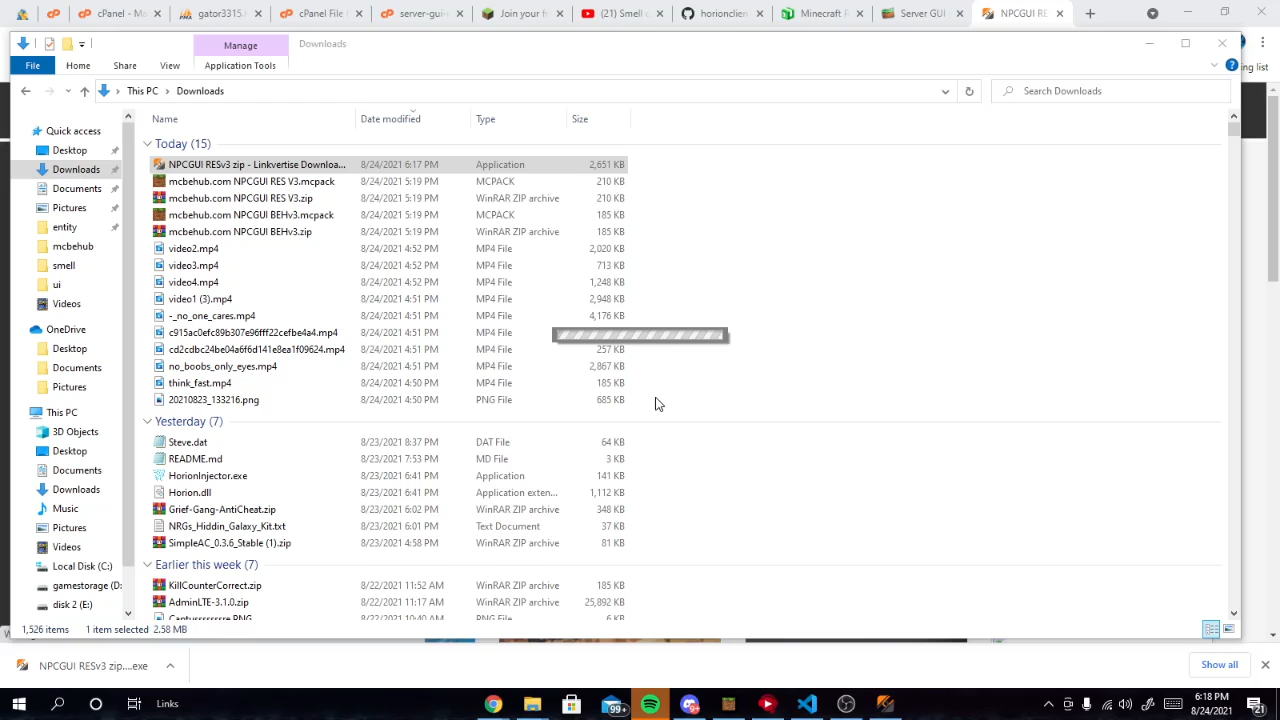 cPanel - Ma
gator3315.h
cPanel File
server-gui-
Join your fr
(21) Smell c
horionclien
Minecraft R
Server GUI
NPCGUI RE
Manage
Downloads
File
Home
Share
View
Application Tools
ing list
This PC
Downloads
Search Downloads
Name
Date modified
Type
Size
Quick access
Desktop
Downloads
Documents
Pictures
entity
mcbehub
smell
ui
Videos
OneDrive
Desktop
Documents
Pictures
This PC
3D Objects
Desktop
Documents
Downloads
Music
Pictures
Videos
Local Disk (C:)
gamestorage (D:
disk 2 (E:)
Today (15)
NPCGUI RESv3 zip - Linkvertise Downloa... 8/24/2021 6:17 PM Application 2,651 KB
mcbehub.com NPCGUI RES V3.mcpack 8/24/2021 5:19 PM MCPACK 210 KB
mcbehub.com NPCGUI RES V3.zip 8/24/2021 5:19 PM WinRAR ZIP archive 210 KB
mcbehub.com NPCGUI BEHv3.mcpack 8/24/2021 5:19 PM MCPACK 185 KB
mcbehub.com NPCGUI BEHv3.zip 8/24/2021 5:19 PM WinRAR ZIP archive 185 KB
video2.mp4 8/24/2021 4:52 PM MP4 File 2,020 KB
video3.mp4 8/24/2021 4:52 PM MP4 File 713 KB
video4.mp4 8/24/2021 4:52 PM MP4 File 1,248 KB
video1 (3).mp4 8/24/2021 4:51 PM MP4 File 2,948 KB
-_no_one_cares.mp4 8/24/2021 4:51 PM MP4 File 4,176 KB
c915ac0efc89b307e96fff22cefbe4a4.mp4 8/24/2021 4:51 PM MP4 File
cd2cdbc24be04a6f6d141e8ea1f09624.mp4 8/24/2021 4:51 PM MP4 File 257 KB
no_boobs_only_eyes.mp4 8/24/2021 4:51 PM MP4 File 2,867 KB
think_fast.mp4 8/24/2021 4:50 PM MP4 File 185 KB
20210823_133216.png 8/24/2021 4:50 PM PNG File 685 KB
Yesterday (7)
Steve.dat 8/23/2021 8:37 PM DAT File 64 KB
README.md 8/23/2021 7:53 PM MD File 3 KB
HorionInjector.exe 8/23/2021 6:41 PM Application 141 KB
Horion.dll 8/23/2021 6:41 PM Application exten... 1,112 KB
Grief-Gang-AntiCheat.zip 8/23/2021 6:02 PM WinRAR ZIP archive 348 KB
NRGs_Hiddin_Galaxy_Kit.txt 8/23/2021 6:01 PM Text Document 37 KB
SimpleAC_0.3.6_Stable (1).zip 8/23/2021 4:58 PM WinRAR ZIP archive 81 KB
Earlier this week (7)
KillCounterCorrect.zip 8/22/2021 11:52 AM WinRAR ZIP archive 185 KB
AdminLTE-3.1.0.zip 8/22/2021 11:17 AM WinRAR ZIP archive 25,892 KB
8/22/2021 10:40 AM PNG File 6 KB
1,526 items 1 item selected 2.58 MB
NPCGUI RESv3 zip....exe
Show all
99+
Links
6:18 PM
8/24/2021
21